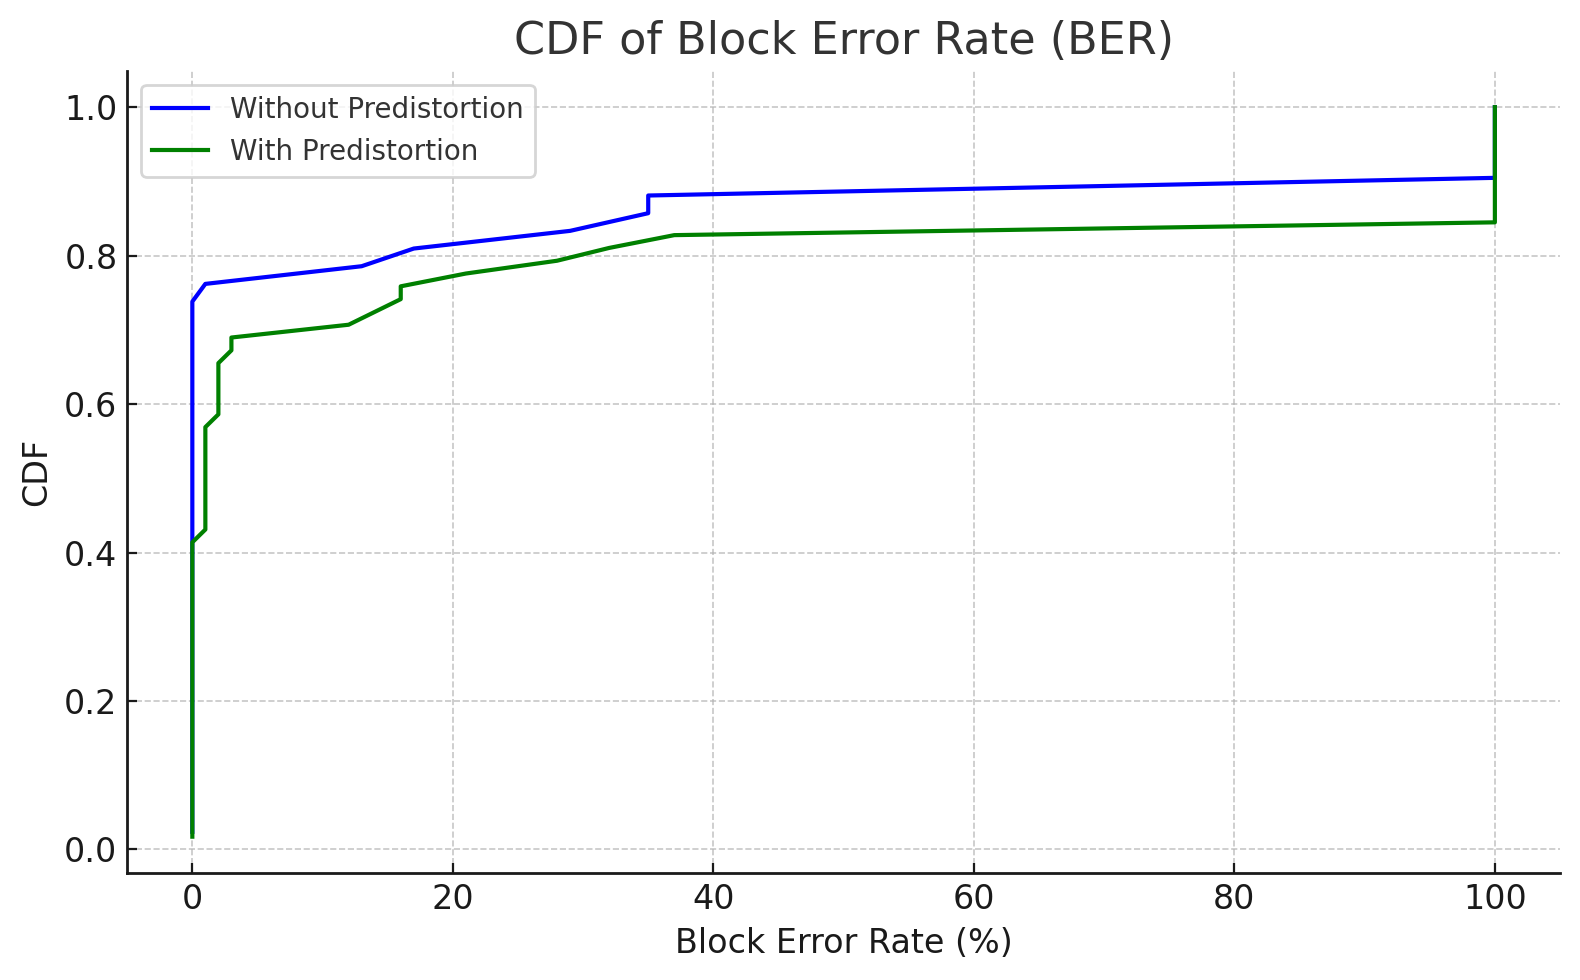 CDF of Block Error Rate (BER)
Without Predistortion
With Predistortion
1.0
0.8
0.6
0.4
0.2
0.0
CDF
0 20 40 60 80 100
Block Error Rate (%)